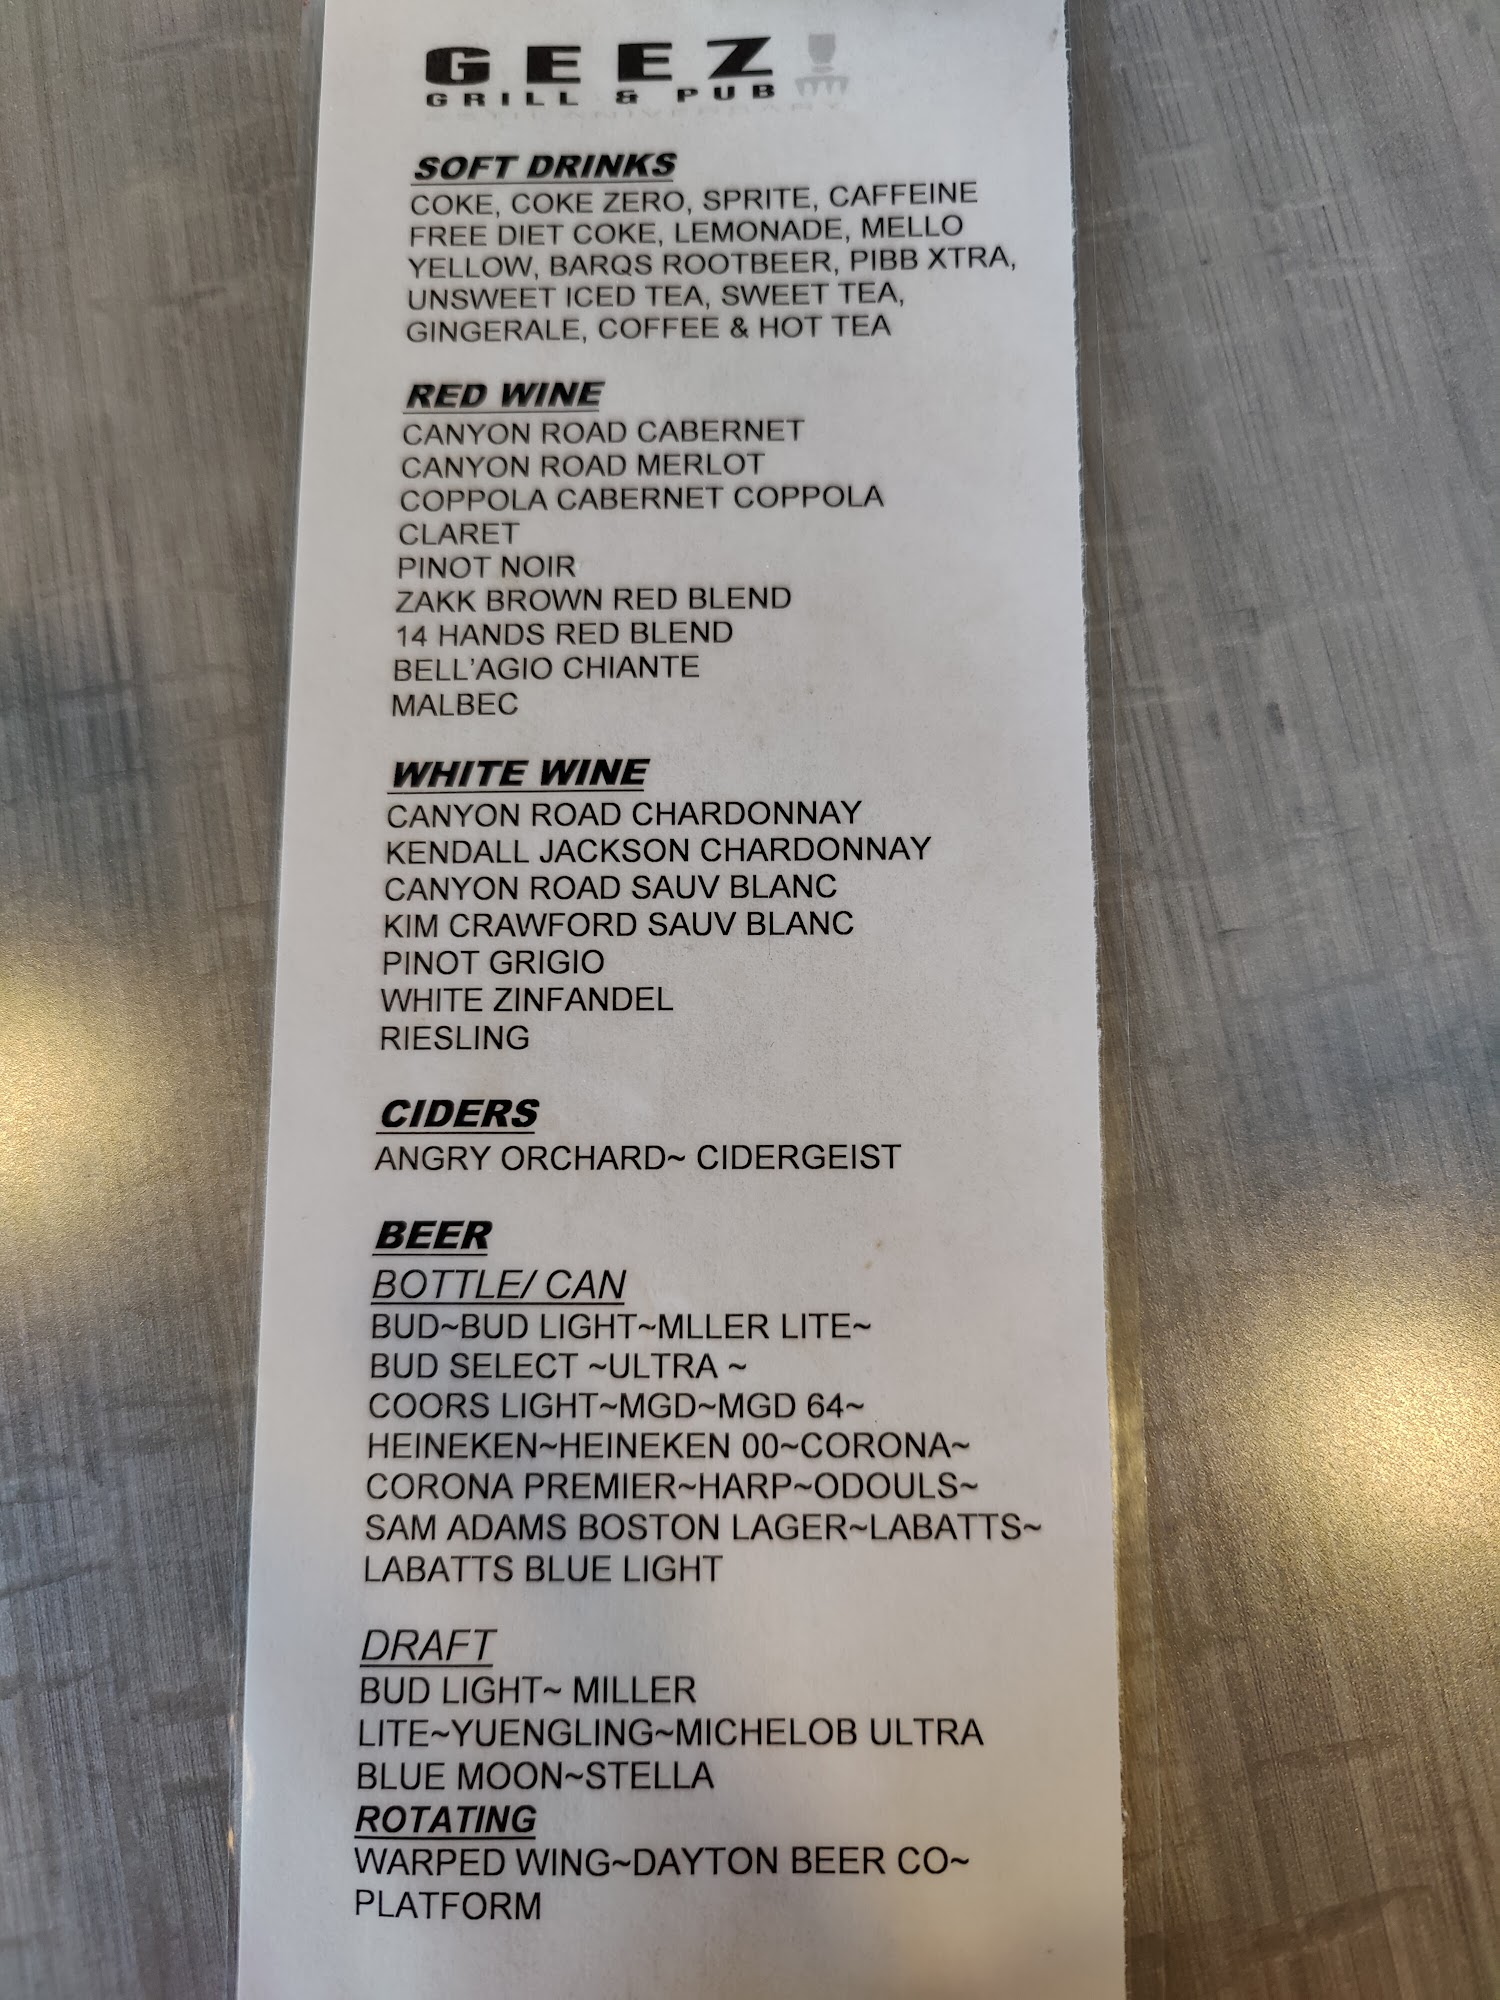 GEEZ
GRILL & PUB
SOFT DRINKS
COKE, COKE ZERO, SPRITE, CAFFEINE
FREE DIET COKE, LEMONADE, MELLO
YELLOW, BARQS ROOTBEER, PIBB XTRA,
UNSWEET ICED TEA, SWEET TEA,
GINGERALE, COFFEE & HOT TEA
RED WINE
CANYON ROAD CABERNET
CANYON ROAD MERLOT
COPPOLA CABERNET COPPOLA
CLARET
PINOT NOIR
ZAKK BROWN RED BLEND
14 HANDS RED BLEND
BELL'AGIO CHIANTE
MALBEC
WHITE WINE
CANYON ROAD CHARDONNAY
KENDALL JACKSON CHARDONNAY
CANYON ROAD SAUV BLANC
KIM CRAWFORD SAUV BLANC
PINOT GRIGIO
WHITE ZINFANDEL
RIESLING
CIDERS
ANGRY ORCHARD~ CIDERGEIST
BEER
BOTTLE/ CAN
BUD~BUD LIGHT~MLLER LITE~
BUD SELECT ~ULTRA ~
COORS LIGHT~MGD~MGD 64~
HEINEKEN~HEINEKEN 00~CORONA~
CORONA PREMIER~HARP~ODOULS~
SAM ADAMS BOSTON LAGER~LABATTS~
LABATTS BLUE LIGHT
DRAFT
BUD LIGHT~ MILLER
LITE~YUENGLING~MICHELOB ULTRA
BLUE MOON~STELLA
ROTATING
WARPED WING~DAYTON BEER CO~
PLATFORM